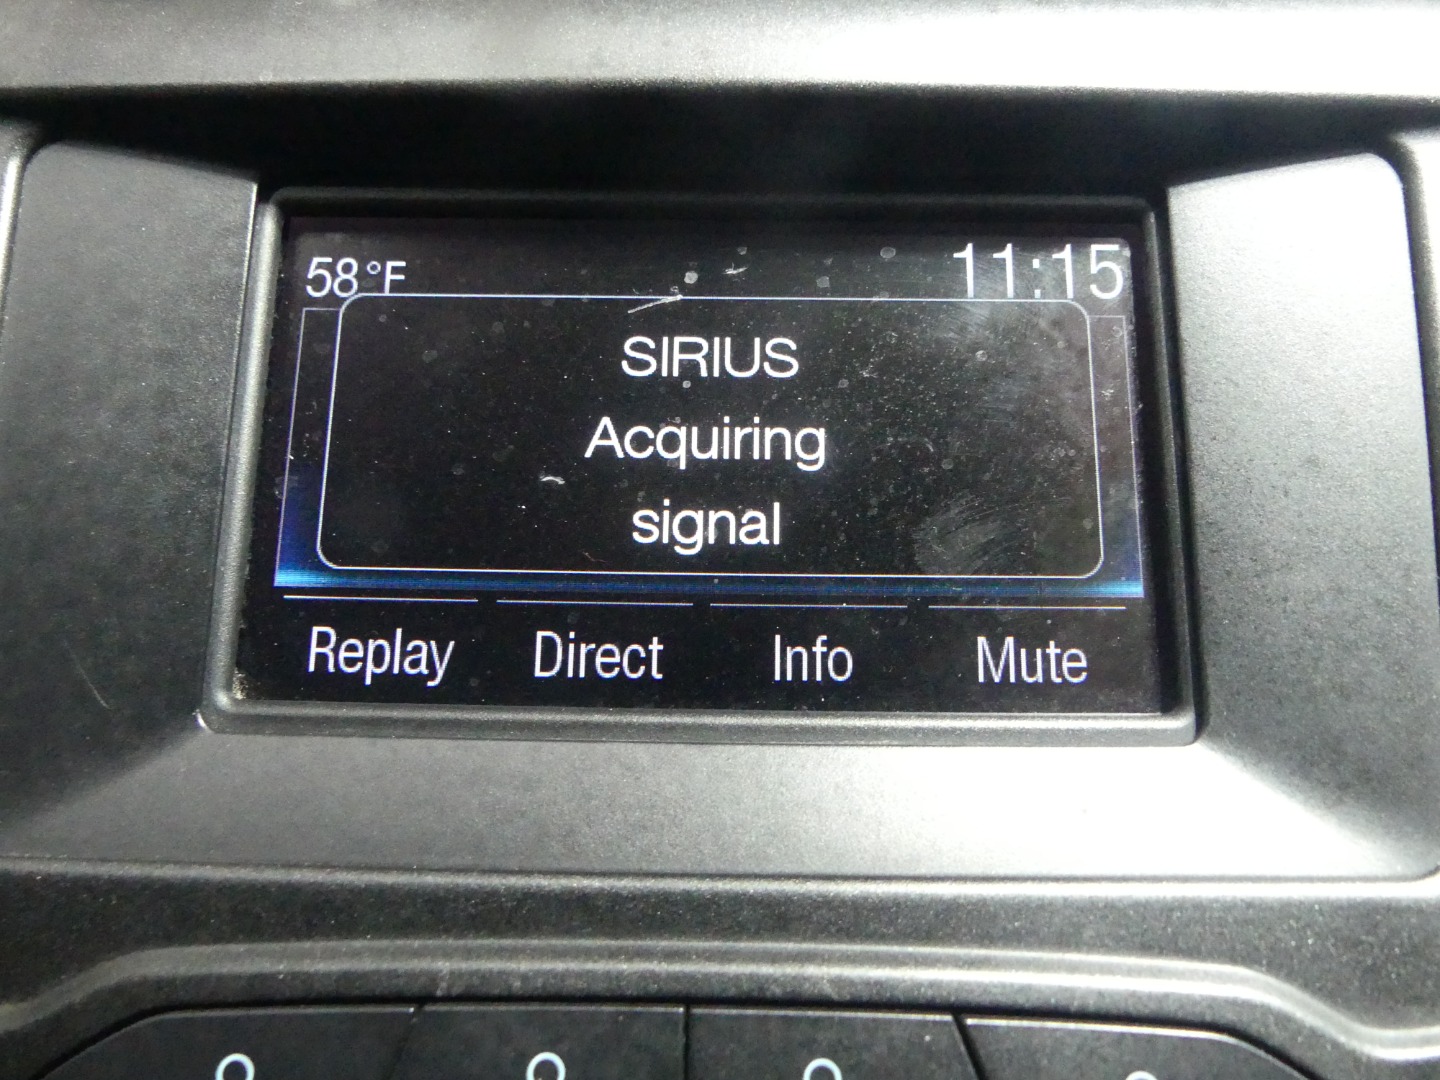 58°F 11:15
SIRIUS
Acquiring
signal
Replay Direct Info Mute